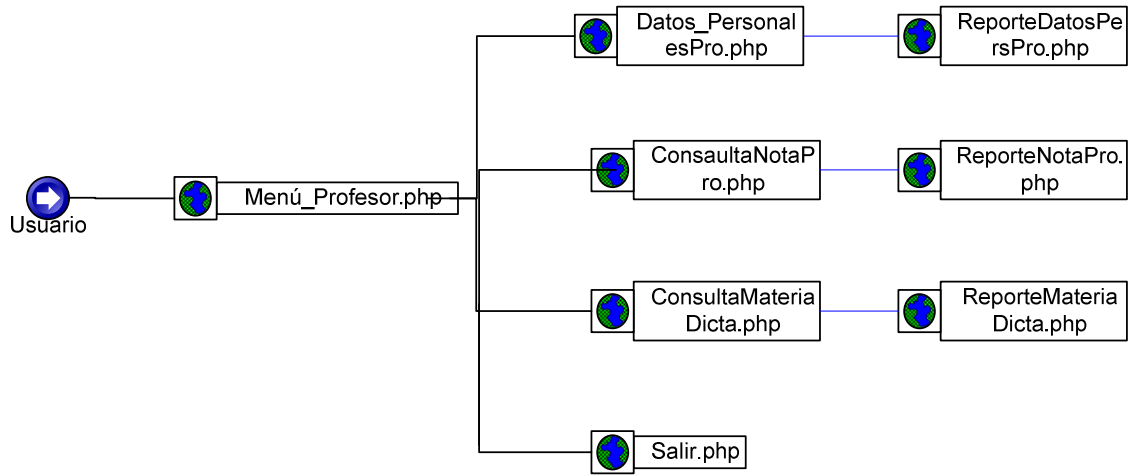 Datos_Personal
esPro.php
ReporteDatosPe
rsPro.php
ConsaultaNotaP
ro.php
ReporteNotaPro.
php
Menú_Profesor.php
Usuário
ConsultaMateria
Dicta.php
ReporteMateria
Dicta.php
Salir.php